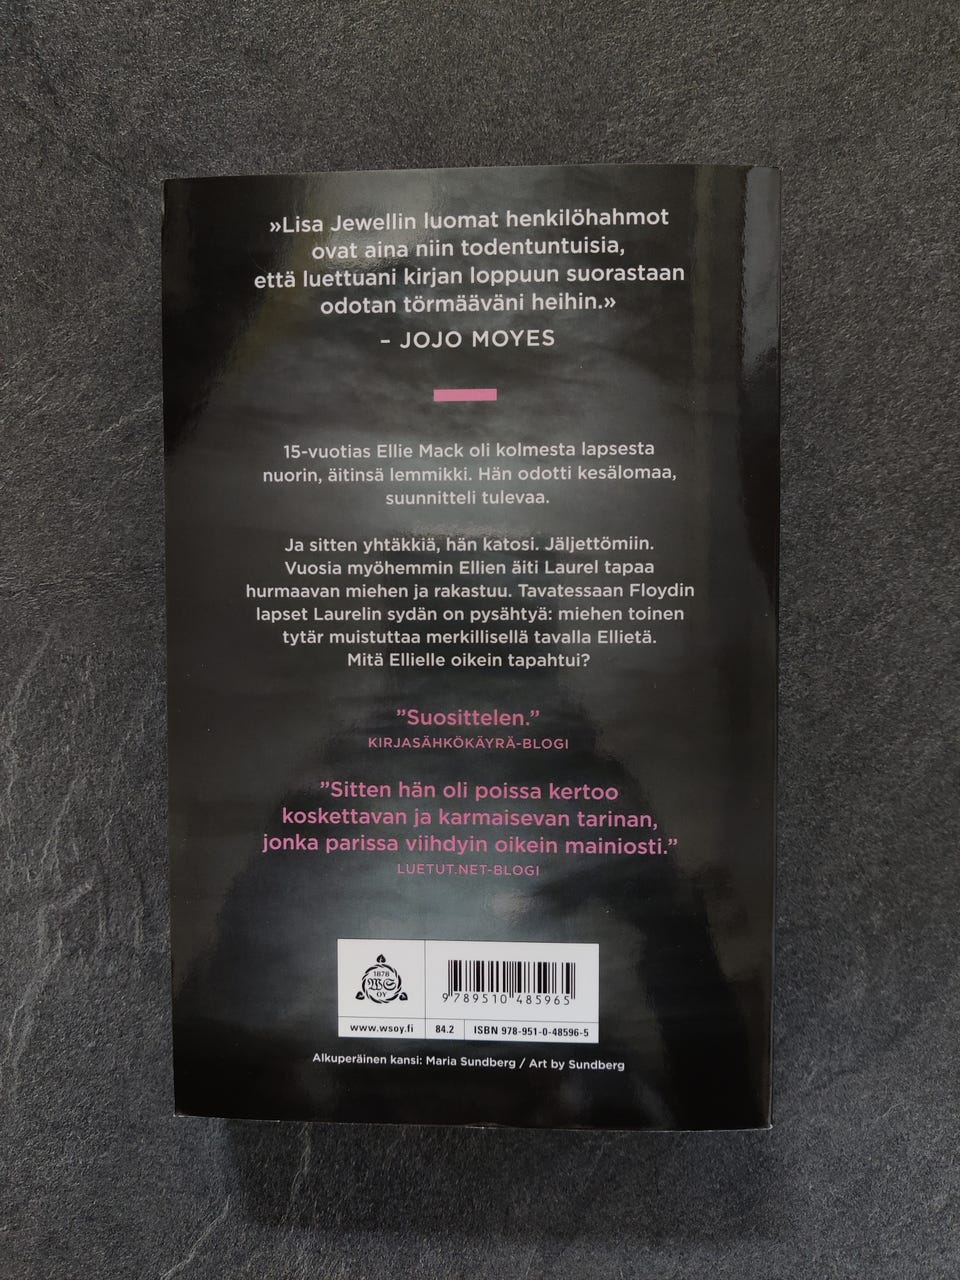 »Lisa Jewellin luomat henkilöhahmot
ovat aina niin todentuntuisia,
että luettuani kirjan loppuun suorastaan
odotan törmääväni heihin.»
– JOJO MOYES
15-vuotias Ellie Mack oli kolmesta lapsesta
nuorin, äitinsä lemmikki. Hän odotti kesälomaa,
suunnitteli tulevaa.
Ja sitten yhtäkkiä, hän katosi. Jäljettömiin.
Vuosia myöhemmin Ellien äiti Laurel tapaa
hurmaavan miehen ja rakastuu. Tavatessaan Floydin
lapset Laurelin sydän on pysähtyä: miehen toinen
tytär muistuttaa merkillisellä tavalla Ellietä.
Mitä Ellielle oikein tapahtui?
”Suosittelen.”
KIRJASÄHKÖKÄYRÄ-BLOGI
”Sitten hän oli poissa kertoo
koskettavan ja karmaisevan tarinan,
jonka parissa viihdyin oikein mainiosti.”
LUETUT.NET-BLOGI
1878
WS
OY
9 789510 485965
www.wsoy.fi
84.2
ISBN 978-951-0-48596-5
Alkuperäinen kansi: Maria Sundberg / Art by Sundberg